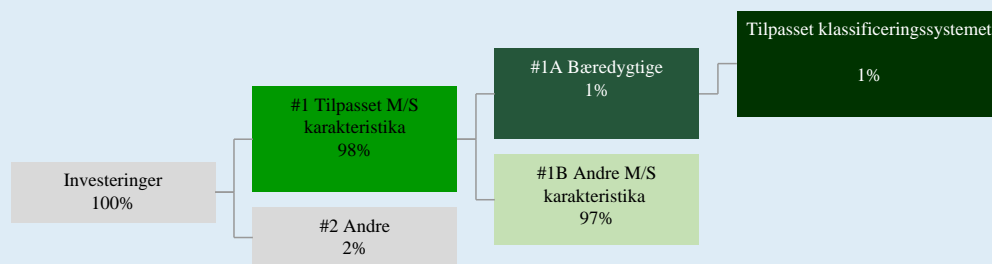 Investeringer
100%
#1 Tilpasset M/S
karakteristika
98%
#2 Andre
2%
#1A Bæredygtige
1%
#1B Andre M/S
karakteristika
97%
Tilpasset klassificeringssystemet
1%